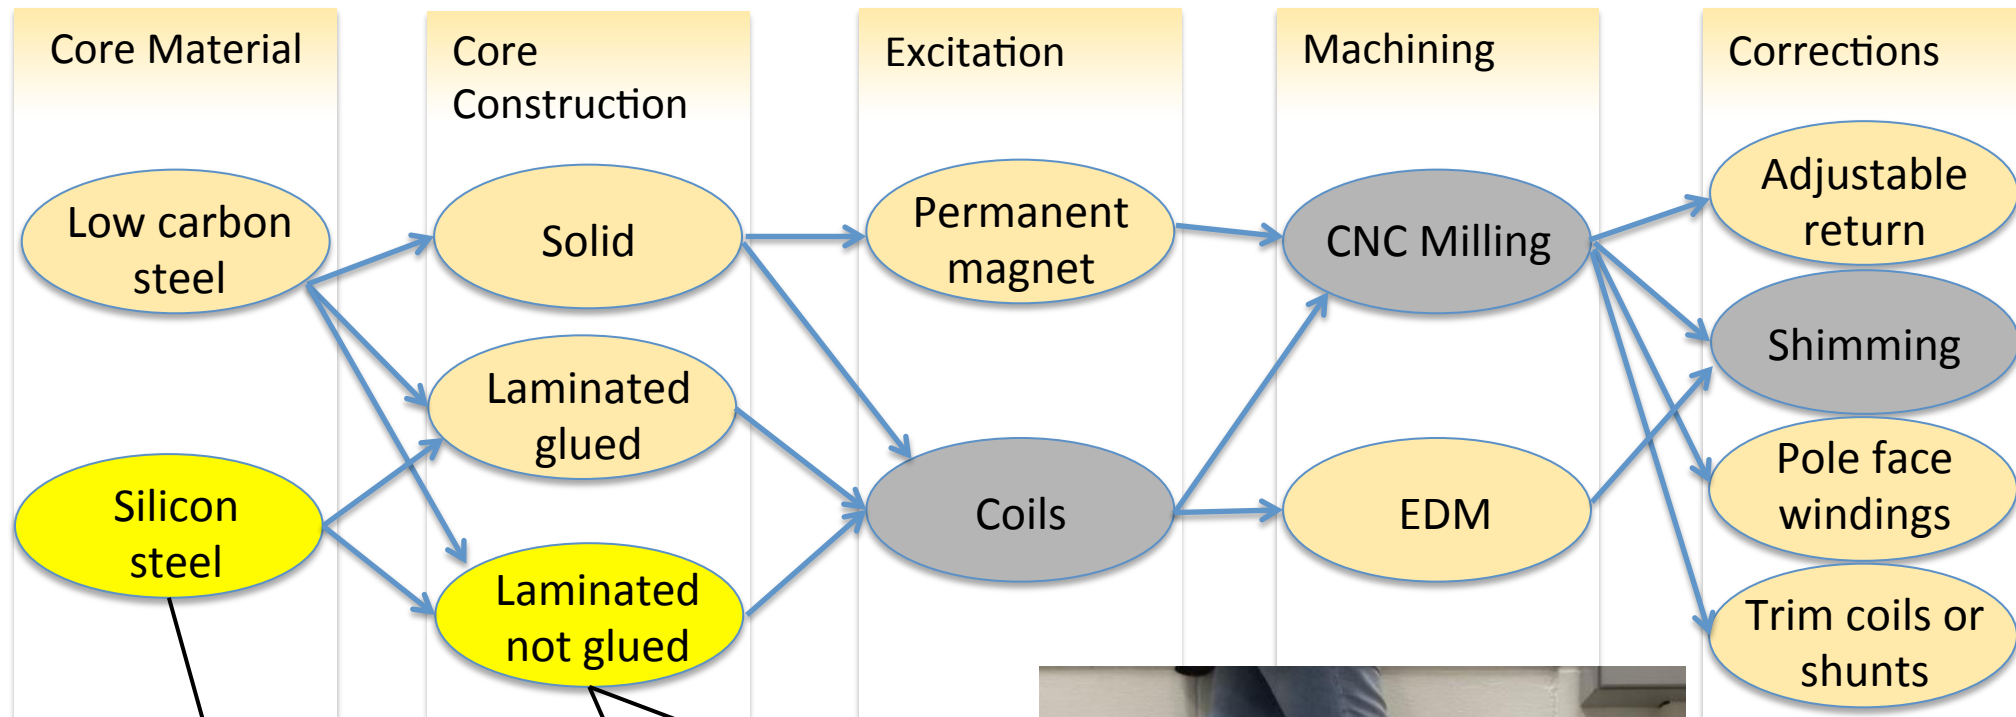 Core Material
Low carbon
steel
Silicon
steel
Core
Construction
Solid
Laminated
glued
Laminated
not glued
Excitation
Permanent
magnet
Coils
Machining
CNC Milling
EDM
Corrections
Adjustable
return
Shimming
Pole face
windings
Trim coils or
shunts